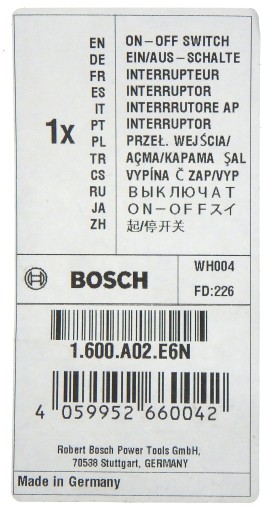 1x
EN ON-OFF SWITCH
DE EIN/AUS-SCHALTE
FR INTERRUPTEUR
ES INTERRUPTOR
IT INTERRRUTORE AP
PT INTERRUPTOR
PL PRZEŁ. WEJŚCIA/
TR AÇMA/KAPAMA ŞAL
CS VYPÍNA Č ZAP/VYP
RU ВЫКЛЮЧАТ
JA ON-OFFスイ
ZH 起/停开关
BOSCH
WH004
FD:226
1.600.A02.E6N
4 059952 660042
Robert Bosch Power Tools GmbH,
70538 Stuttgart, GERMANY
Made in Germany